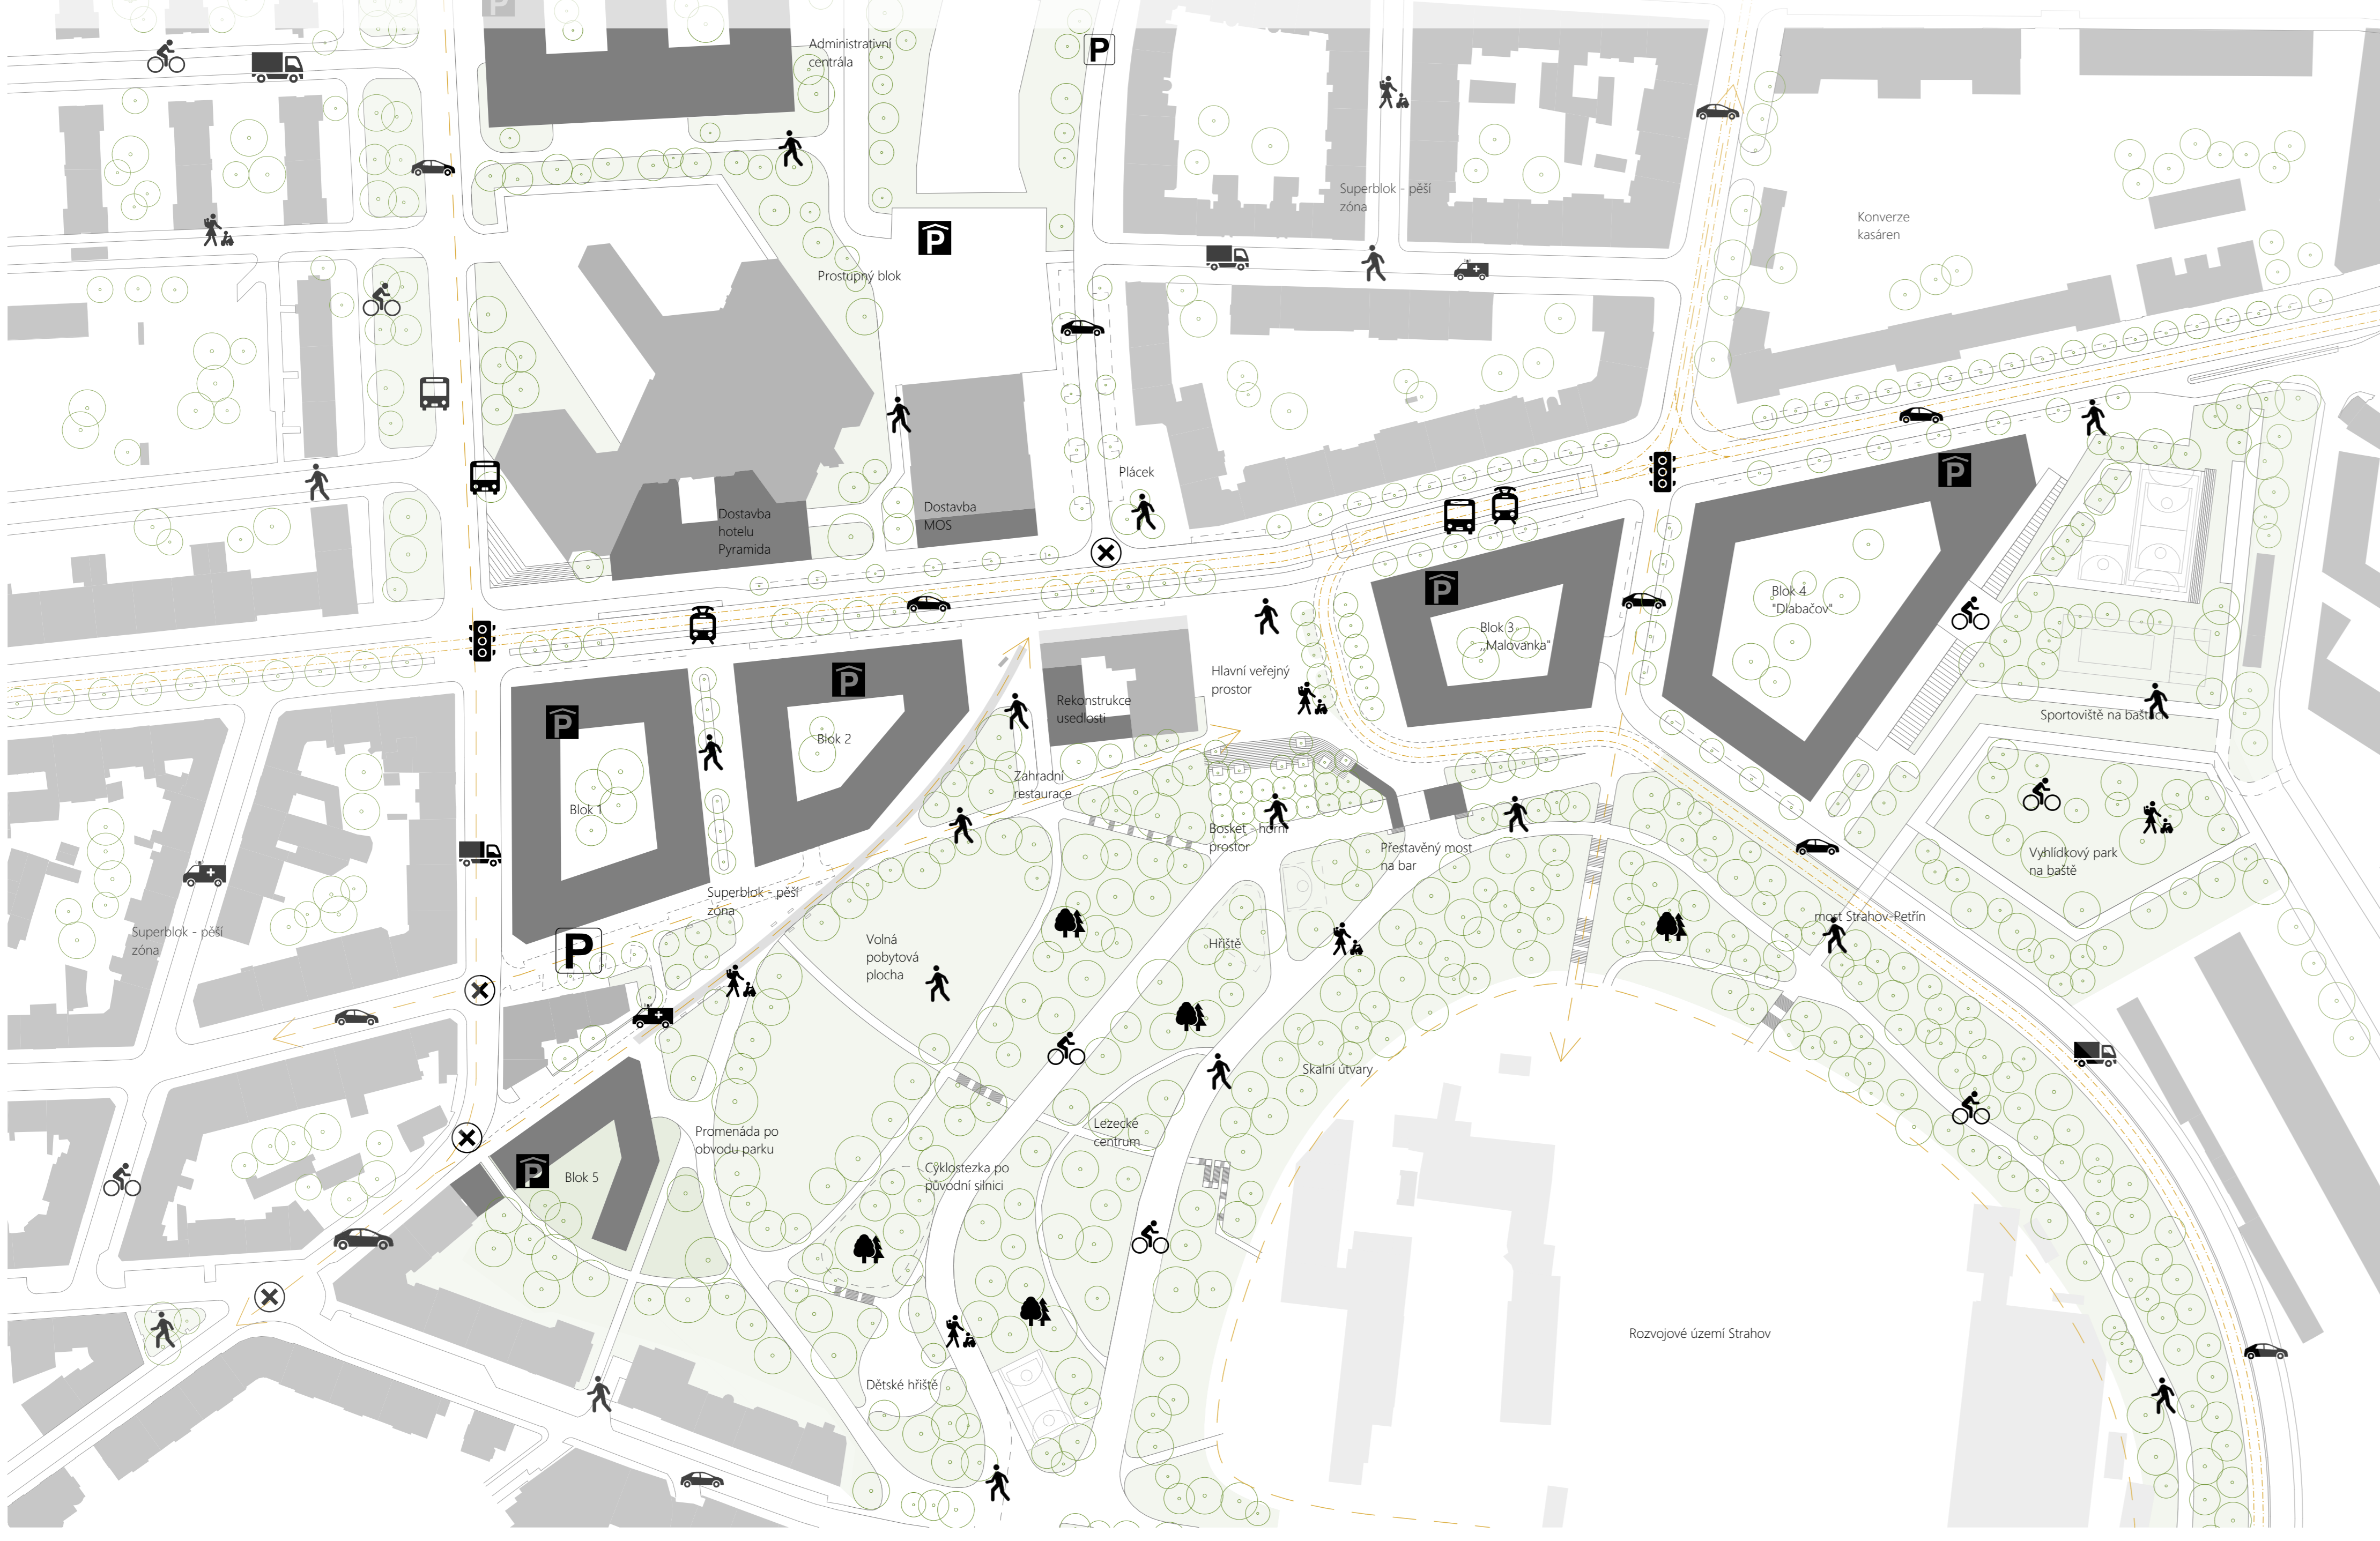 P
Administrativní
centrála
P
Superblok - pěší
zóna
Konverze
kasáren
P
Prostupný blok
Plácek
P
Dostavba
hotelu
Pyramida
Dostavba
MOS
P
Blok 3
,,Malovanka"
Blok 4
"Dlabačov"
P
P
Blok 1
Blok 2
Rekonstrukce
usedlosti
Hlavní veřejný
prostor
Sportoviště na baště
Zahradní
restaurace
Bosket - horní
prostor
Přestavěný most
na bar
Vyhlídkový park
na baště
Superblok - pěší
zóna
Superblok - pěší
zóna
P
Volná
pobytová
plocha
Hřiště
most Strahov-Petřín
Skalní útvary
Lezecké
centrum
Promenáda po
obvodu parku
P
Blok 5
Cyklostezka po
původní silnici
Rozvojové území Strahov
Dětské hřiště